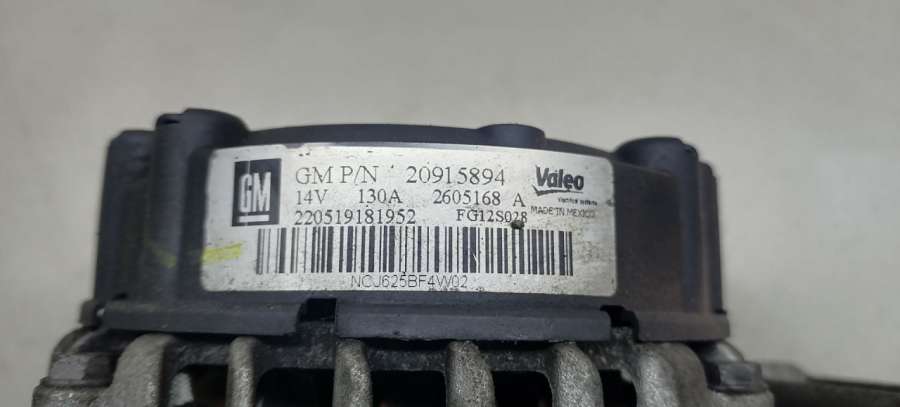 GM
GM P/N 20915894
14V 130A 2605168 A
220519181952 FG12S028
Valeo
MADE IN MEXICO
NCJ625BF4W02